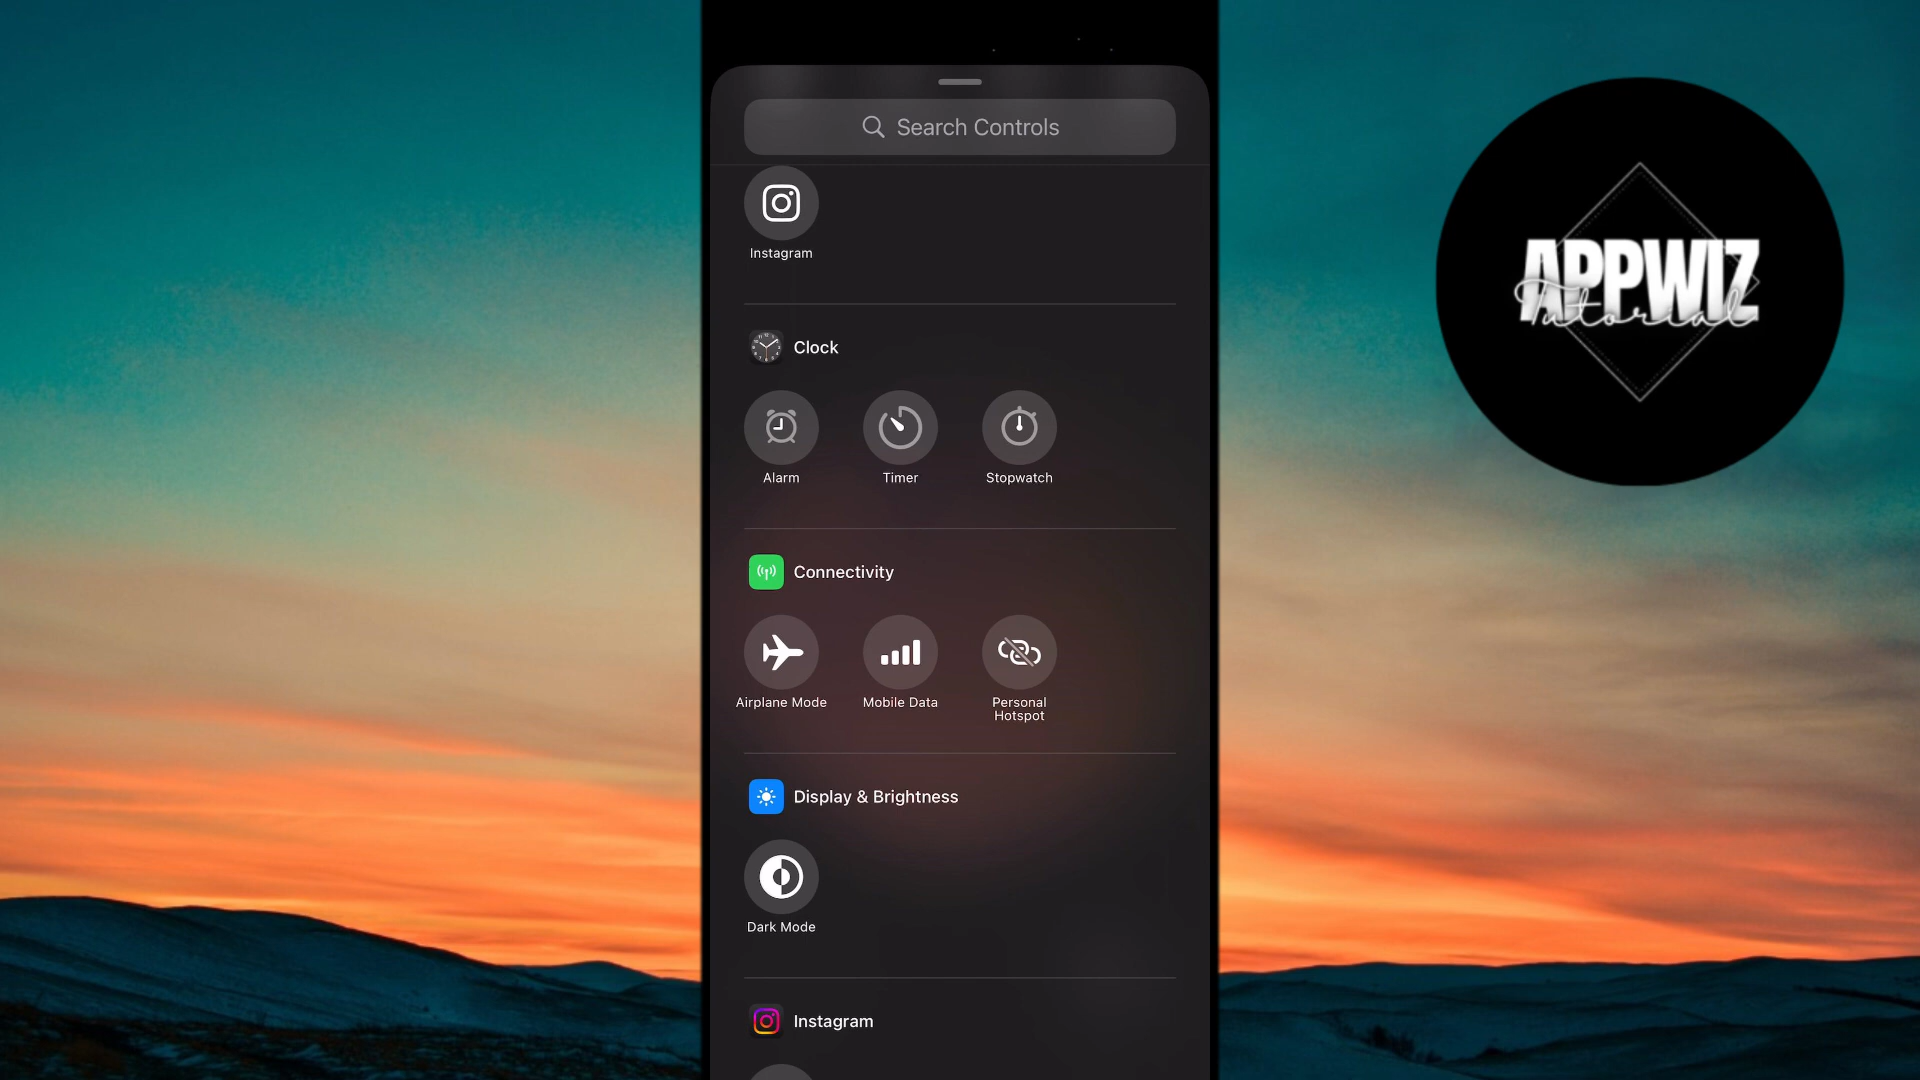 Search Controls
Instagram
Clock
Alarm
Timer
Stopwatch
Connectivity
Airplane Mode
Mobile Data
Personal
Hotspot
Display & Brightness
Dark Mode
Instagram
APPWIZ
Tutorial